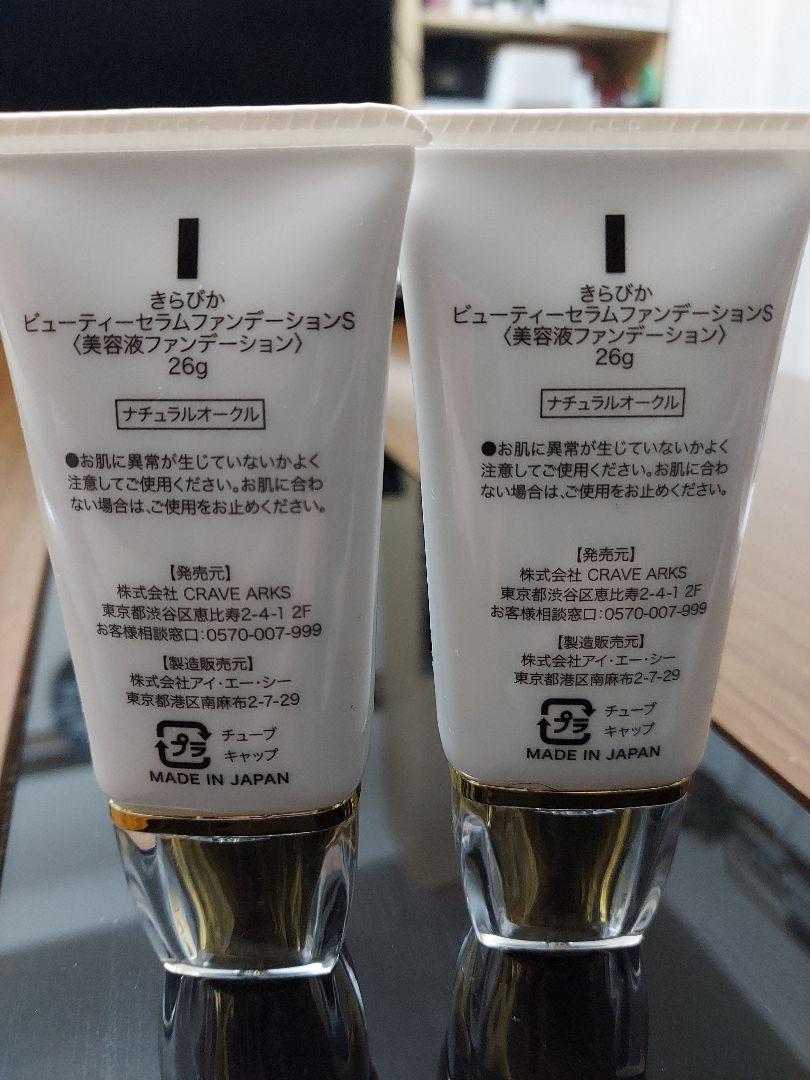 きらびか
ビューティーセラムファンデーションS
〈美容液ファンデーション〉
26g
ナチュラルオークル
●お肌に異常が生じていないかよく
注意してご使用ください。お肌に合わ
ない場合は、ご使用をお止めください。
【発売元】
株式会社 CRAVE ARKS
東京都渋谷区恵比寿2-4-1 2F
お客様相談窓口:0570-007-999
【製造販売元】
株式会社アイ・エー・シー
東京都港区南麻布2-7-29
プラ
チューブ
キャップ
MADE IN JAPAN
きらびか
ビューティーセラムファンデーションS
〈美容液ファンデーション〉
26g
ナチュラルオークル
●お肌に異常が生じていないかよく
注意してご使用ください。お肌に合わ
ない場合は、ご使用をお止めください。
【発売元】
株式会社 CRAVE ARKS
東京都渋谷区恵比寿2-4-1 2F
お客様相談窓口:0570-007-999
【製造販売元】
株式会社アイ・エー・シー
東京都港区南麻布2-7-29
プラ
チューブ
キャップ
MADE IN JAPAN